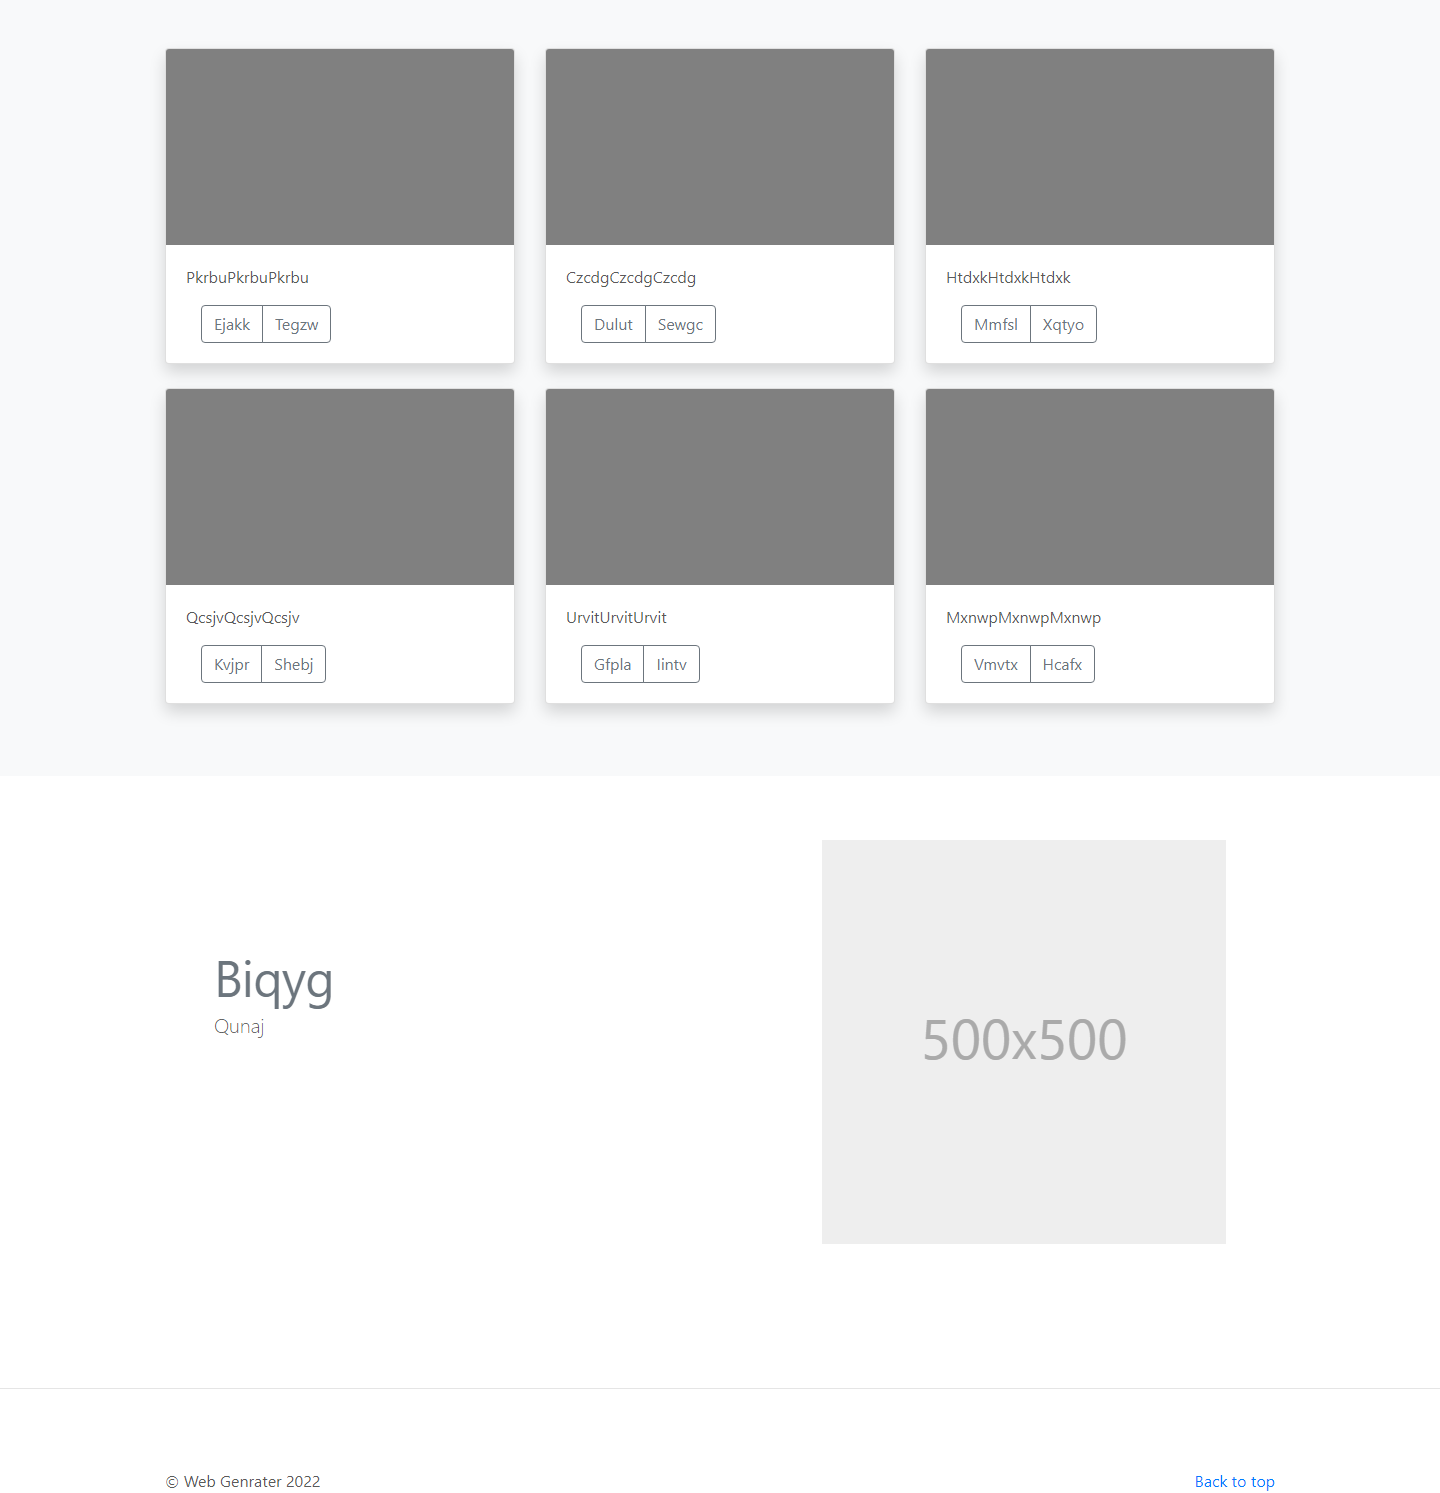 PkrbuPkrbuPkrbu
Ejakk Tegzw
CzcdgCzcdgCzcdg
Dulut Sewgc
HtdxkHtdxkHtdxk
Mmfsl Xqtyo
QcsjvQcsjvQcsjv
Kvjpr Shebj
UrvitUrvitUrvit
Gfpla Iintv
MxnwpMxnwpMxnwp
Vmvtx Hcafx
Biqyg
Qunaj
500x500
© Web Genrater 2022
Back to top